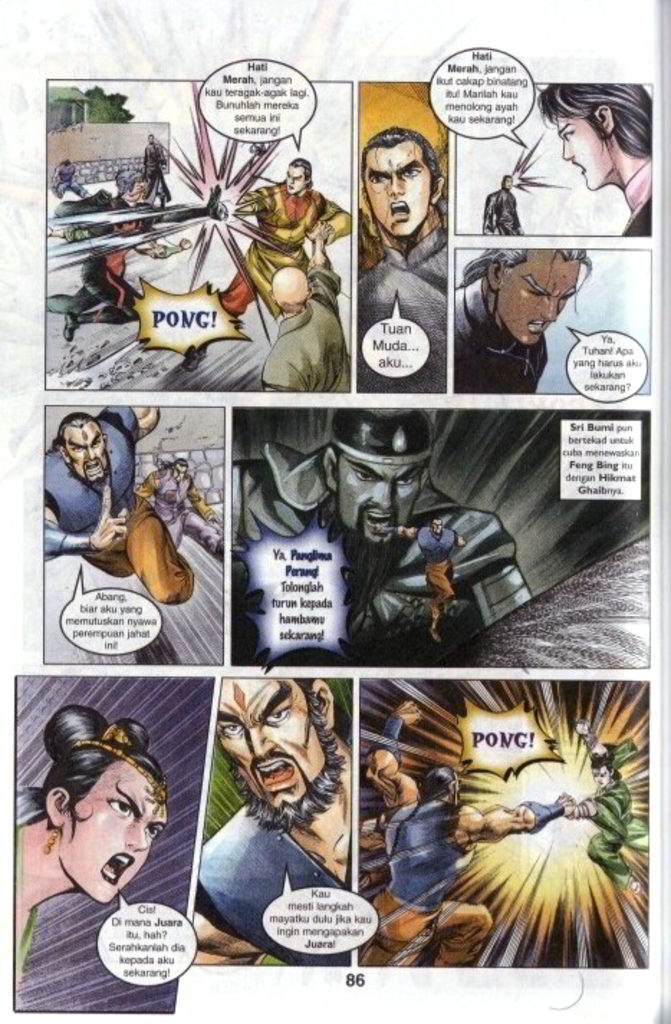 Hati
Merah, jangan
kau teragak-agak lagi.
Bunuhlah mereka
semua ini
sekarang!
PONG!
Tuan
Muda...
aku...
Hati
Merah, jangan
ikut cakap binatang
itu! Marilah kau
menolong ayah
kau sekarang!
Ya,
Tuhan! Apa
yang harus aku
lakukan
sekarang?
Abang,
biar aku yang
memutuskan nyawa
perempuan jahat
ini!
Ya, Panglima
Perang!
Tolonglah
turun kepada
hambamu
sekarang!
Sri Bumi pun
bertekad untuk
cuba menewaskan
Feng Bing itu
dengan Hikmat
Ghaibnya.
Cis!
Di mana Juara
itu, hah?
Serahkanlah dia
kepada aku
sekarang!
Kau
mesti langkah
mayatku dulu jika kau
ingin mengapakan
Juara!
PONG!
86